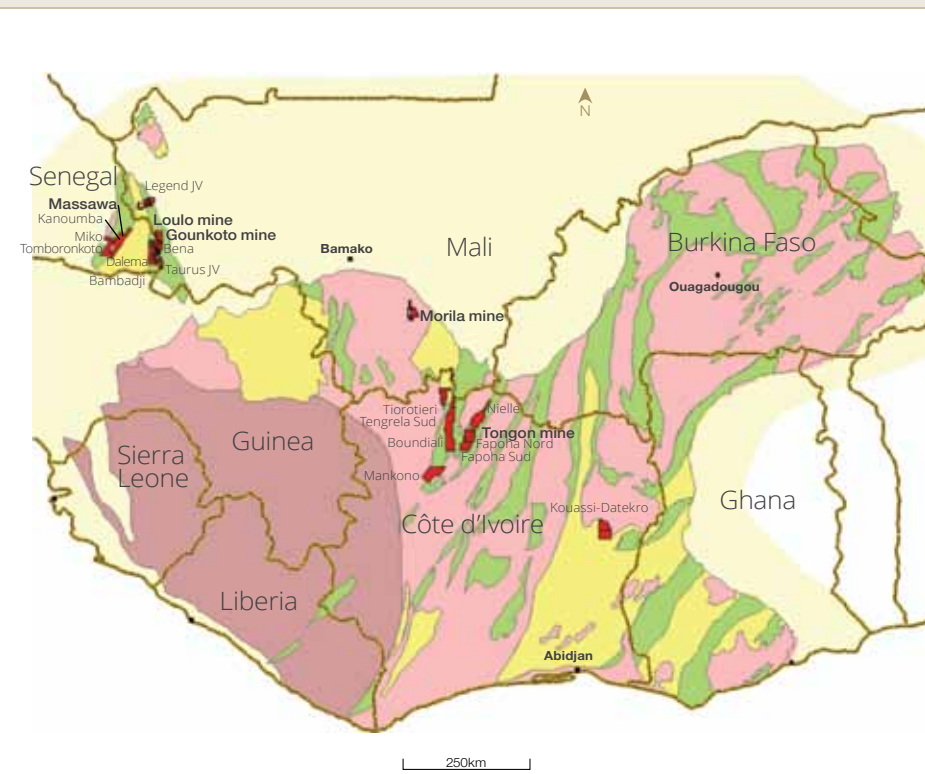 N
Senegal
Legend JV
Massawa
Kanoumba
Loulo mine
Gounkoto mine
Miko
Tomboronkoto
Bena
Dalema
Taurus JV
Bambadji
Bamako
Mali
Burkina Faso
Ouagadougou
Morila mine
Tiorotieri
Nielle
Tengrela Sud
Tongon mine
Boundiali
Fapoha Nord
Fapoha Sud
Mankono
Guinea
Sierra
Leone
Kouassi-Datekro
Ghana
Côte d'Ivoire
Liberia
Abidjan
250km